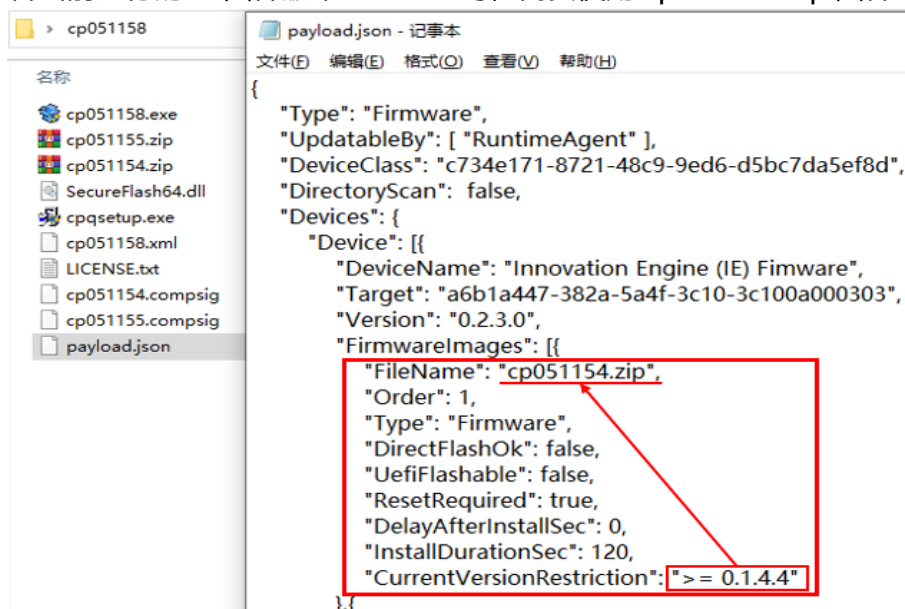 cp051158
名称
cp051158.exe
cp051155.zip
cp051154.zip
SecureFlash64.dll
cpqsetup.exe
cp051158.xml
LICENSE.txt
cp051154.compsig
cp051155.compsig
payload.json
payload.json - 记事本
文件(F) 编辑(E) 格式(O) 查看(V) 帮助(H)
{
"Type": "Firmware",
"UpdatableBy": [ "RuntimeAgent" ],
"DeviceClass": "c734e171-8721-48c9-9ed6-d5bc7da5ef8d",
"DirectoryScan": false,
"Devices": {
"Device": [{
"DeviceName": "Innovation Engine (IE) Fimware",
"Target": "a6b1a447-382a-5a4f-3c10-3c100a000303",
"Version": "0.2.3.0",
"FirmwareImages": [{
"FileName": "cp051154.zip",
"Order": 1,
"Type": "Firmware",
"DirectFlashOk": false,
"UefiFlashable": false,
"ResetRequired": true,
"DelayAfterInstallSec": 0,
"InstallDurationSec": 120,
"CurrentVersionRestriction": ">= 0.1.4.4"
},{